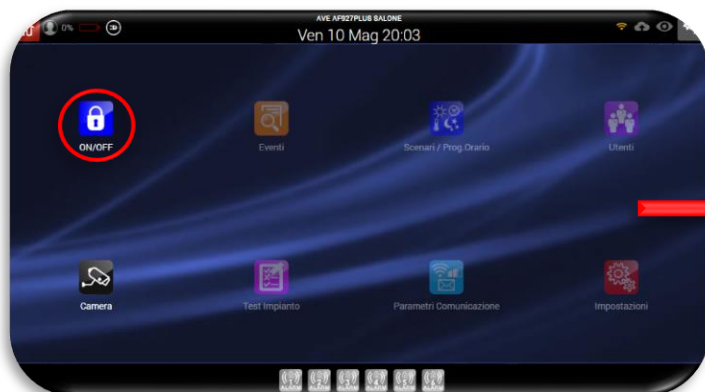 AVE AF927PLUS SALONE
0%
Ven 10 Mag 20:03
ON/OFF
Eventi
Scenari / Prog.Orario
Utenti
Camera
Test Impianto
Parametri Comunicazione
Impostazioni